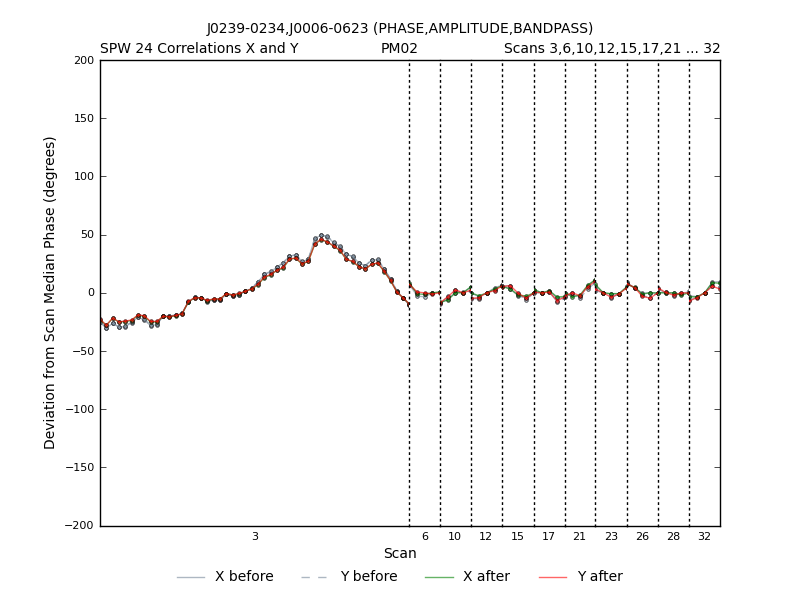 J0239-0234,J0006-0623 (PHASE,AMPLITUDE,BANDPASS)
SPW 24 Correlations X and Y PM02 Scans 3,6,10,12,15,17,21 ... 32
Deviation from Scan Median Phase (degrees)
200
150
100
50
0
−50
−100
−150
−200
3 6 10 12 15 17 21 23 26 28 32
Scan
X before Y before X after Y after